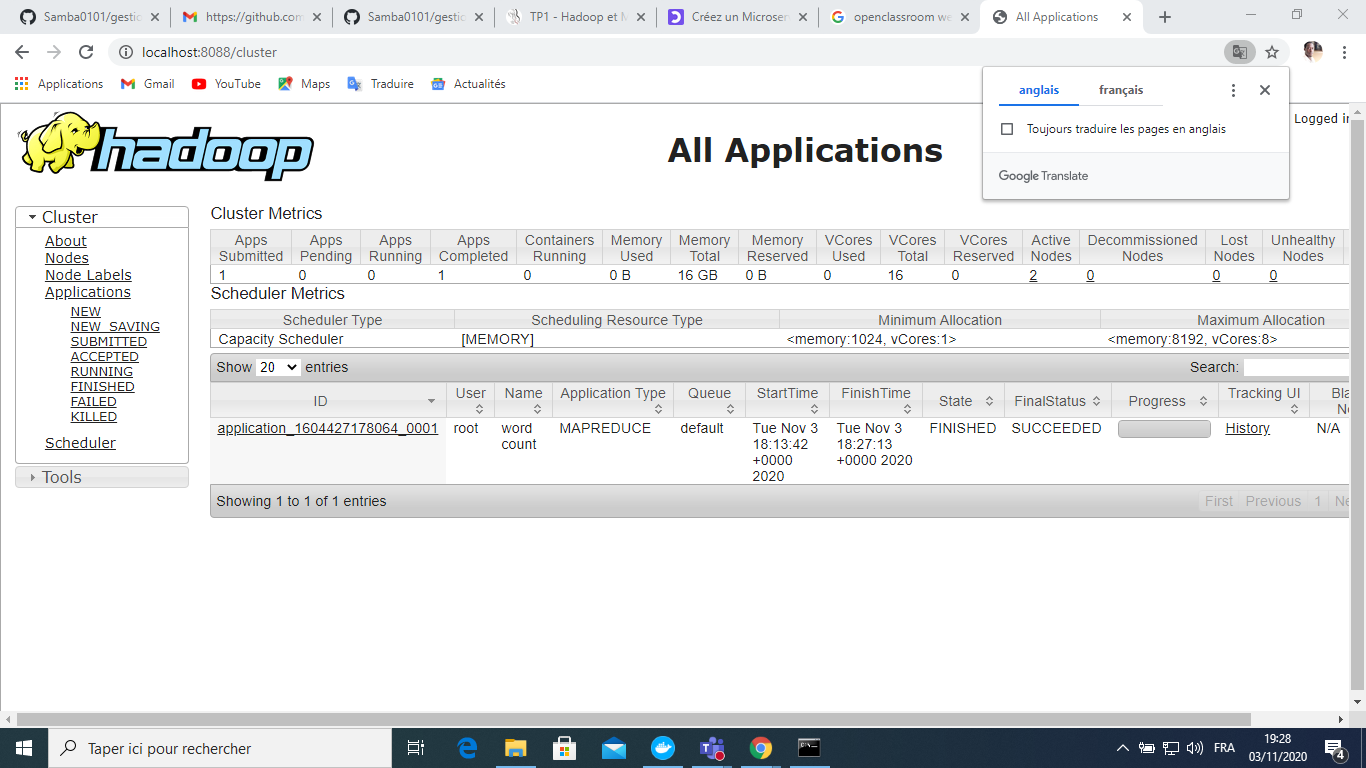 Samba0101/gestio
https://github.com
Samba0101/gestio
TP1 - Hadoop et M
Créez un Microser
openclassroom we
All Applications
localhost:8088/cluster
Applications
Gmail
YouTube
Maps
Traduire
Actualités
anglais
français
Toujours traduire les pages en anglais
Google Translate
Logged in
hadoop
All Applications
Cluster
About
Nodes
Node Labels
Applications
NEW
NEW_SAVING
SUBMITTED
ACCEPTED
RUNNING
FINISHED
FAILED
KILLED
Scheduler
Tools
Cluster Metrics
Apps Apps Apps Apps Containers Memory Memory Memory VCores VCores VCores Active Decommissioned Lost Unhealthy
Submitted Pending Running Completed Running Used Total Reserved Used Total Reserved Nodes Nodes Nodes Nodes
1 0 0 1 0 0 B 16 GB 0 B 0 16 0 2 0 0 0
Scheduler Metrics
Scheduler Type Scheduling Resource Type Minimum Allocation Maximum Allocation
Capacity Scheduler [MEMORY] <memory:1024, vCores:1> <memory:8192, vCores:8>
Show 20 entries Search:
ID User Name Application Type Queue StartTime FinishTime State FinalStatus Progress Tracking UI Bla
application_1604427178064_0001 root word MAPREDUCE default Tue Nov 3 Tue Nov 3 FINISHED SUCCEEDED History N/A
count 18:13:42 18:27:13
+0000 +0000 2020
2020
Showing 1 to 1 of 1 entries First Previous 1 Ne
Taper ici pour rechercher
FRA
19:28
03/11/2020
4